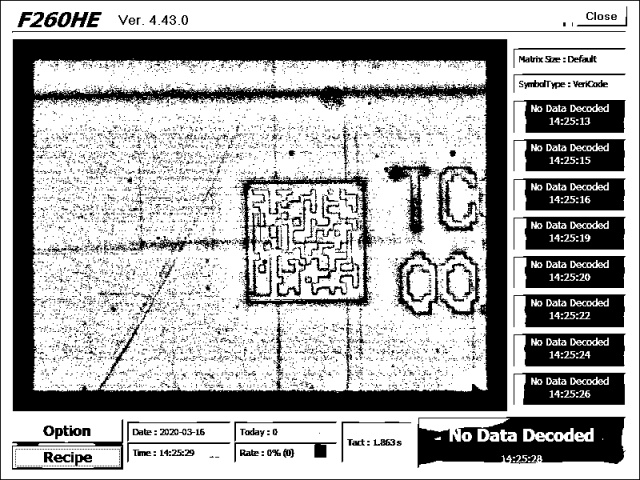 F260HE Ver. 4.43.0
Close
Matrix Size : Default
SymbolType : VeriCode
No Data Decoded
14:25:13
No Data Decoded
14:25:15
No Data Decoded
14:25:16
No Data Decoded
14:25:19
No Data Decoded
14:25:20
No Data Decoded
14:25:22
No Data Decoded
14:25:24
No Data Decoded
14:25:26
TC
00
Option
Recipe
Date : 2020-03-16
Time : 14:25:29
Today : 0
Rate : 0% (0)
Tact : 1.863 s
No Data Decoded
14:25:28